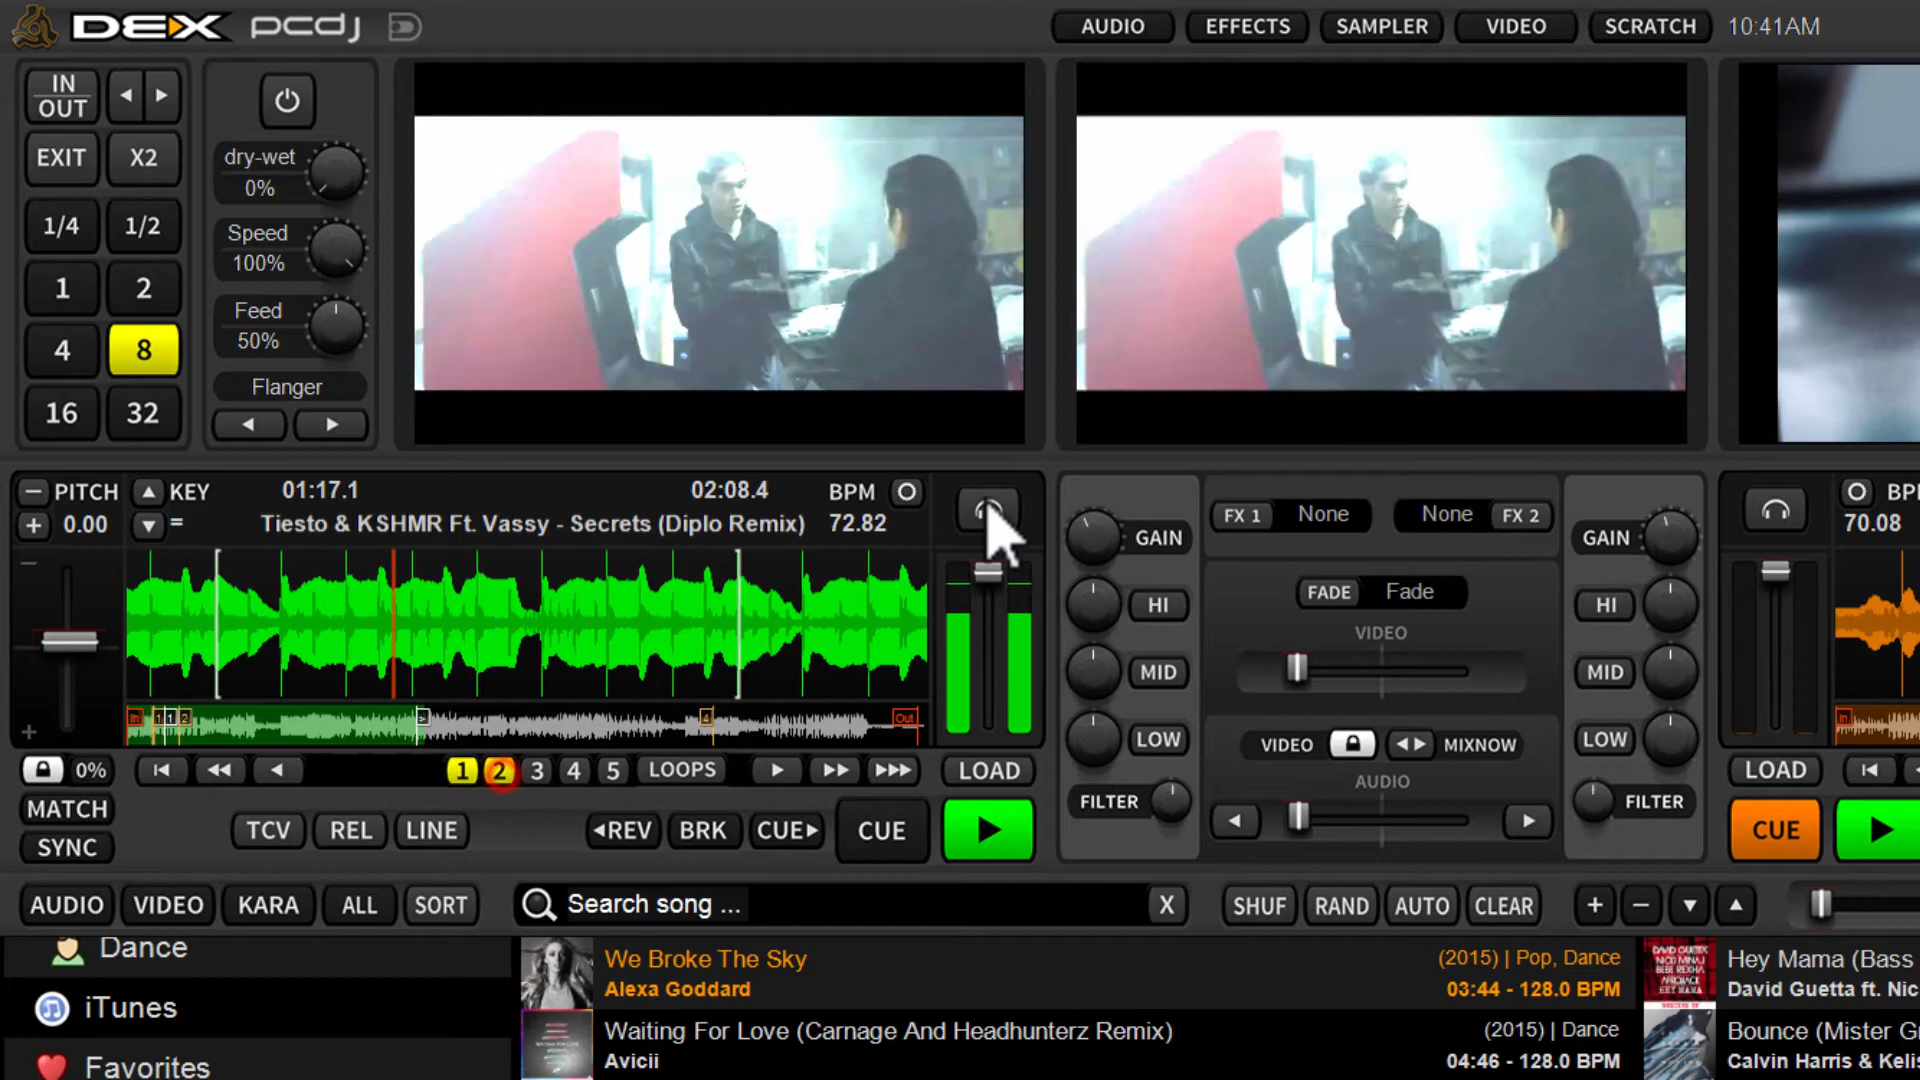 DEX pcdj D
AUDIO EFFECTS SAMPLER VIDEO SCRATCH 10:41AM
IN
OUT
EXIT X2
1/4 1/2
1 2
4 8
16 32
dry-wet
0%
Speed
100%
Feed
50%
Flanger
PITCH KEY 01:17.1 02:08.4 BPM
+ 0.00 = Tiesto & KSHMR Ft. Vassy - Secrets (Diplo Remix) 72.82
In 1 1 2 > 4 Out
0% 1 2 3 4 5 LOOPS LOAD
MATCH
SYNC
TCV REL LINE REV BRK CUE CUE
GAIN
HI
MID
LOW
FILTER
FX 1 None None FX 2
FADE Fade
VIDEO
VIDEO MIXNOW
AUDIO
GAIN
HI
MID
LOW
FILTER
70.08
In
LOAD
CUE
AUDIO VIDEO KARA ALL SORT Search song ... X SHUF RAND AUTO CLEAR + −
Dance
iTunes
Favorites
We Broke The Sky (2015) | Pop, Dance
Alexa Goddard 03:44 - 128.0 BPM
Waiting For Love (Carnage And Headhunterz Remix) (2015) | Dance
Avicii 04:46 - 128.0 BPM
Hey Mama (Bass
David Guetta ft. Nic
Bounce (Mister G
Calvin Harris & Kelis